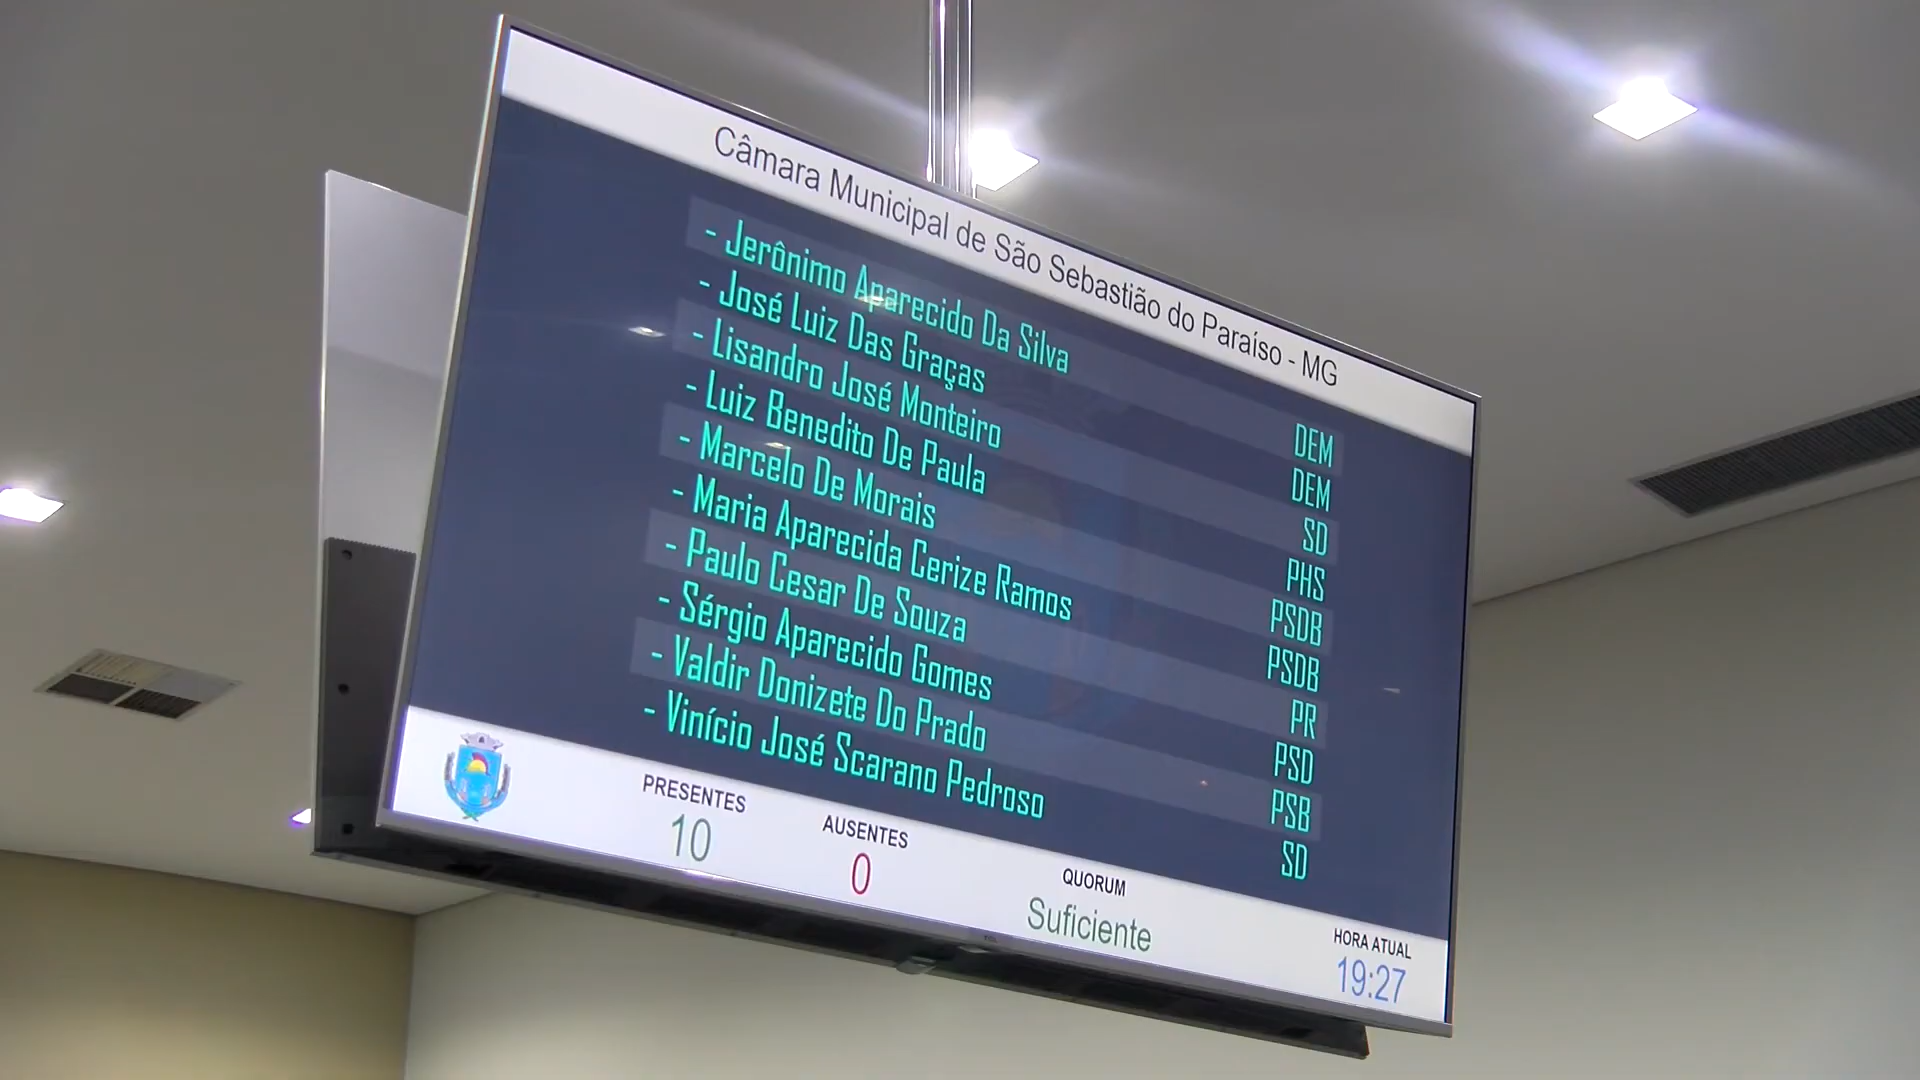 Câmara Municipal de São Sebastião do Paraíso - MG
- Jerônimo Aparecido Da Silva DEM
- José Luiz Das Graças DEM
- Lisandro José Monteiro SD
- Luiz Benedito De Paula PHS
- Marcelo De Morais PSDB
- Maria Aparecida Cerize Ramos PSDB
- Paulo Cesar De Souza PR
- Sérgio Aparecido Gomes PSD
- Valdir Donizete Do Prado PSB
- Vinício José Scarano Pedroso SD
PRESENTES
10
AUSENTES
0
QUORUM
Suficiente
HORA ATUAL
19:27